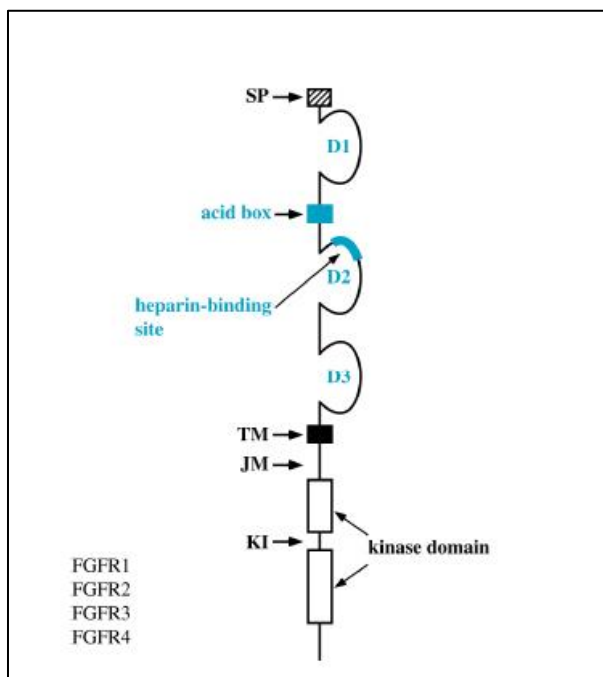 SP
D1
acid box
D2
heparin-binding
site
D3
TM
JM
KI
kinase domain
FGFR1
FGFR2
FGFR3
FGFR4